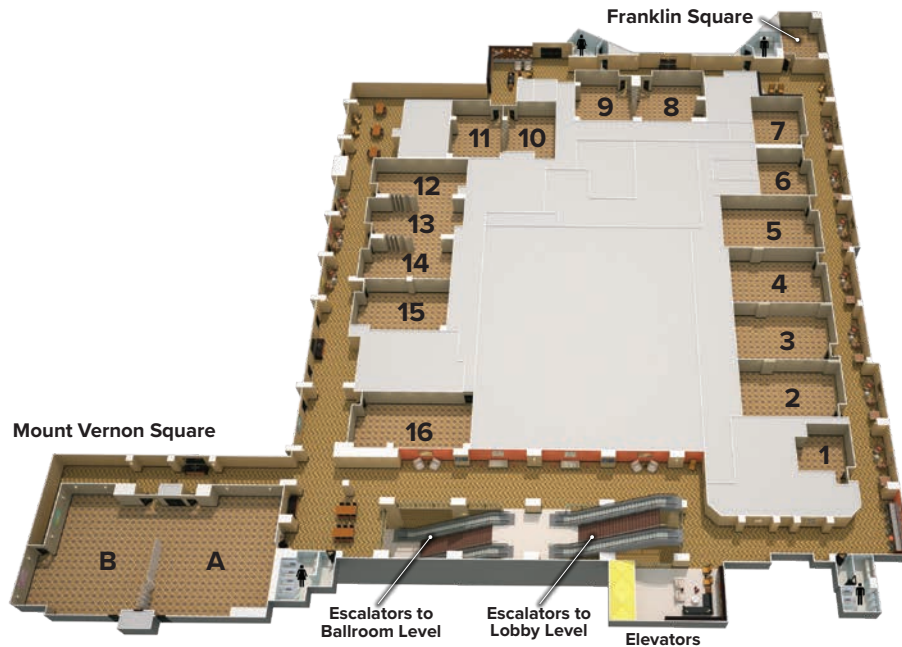 Franklin Square
9
8
11
10
7
12
6
13
5
14
4
15
3
2
16
1
Mount Vernon Square
B
A
Escalators to
Ballroom Level
Escalators to
Lobby Level
Elevators